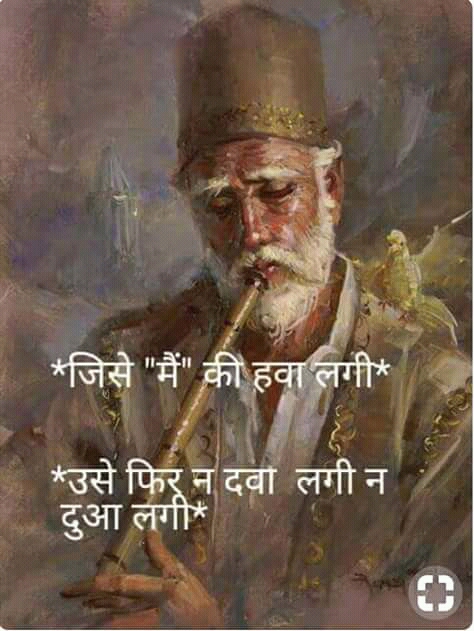 *जिसे "मैं" की हवा लगी*
*उसे फिर न दवा लगी न
दुआ लगी*